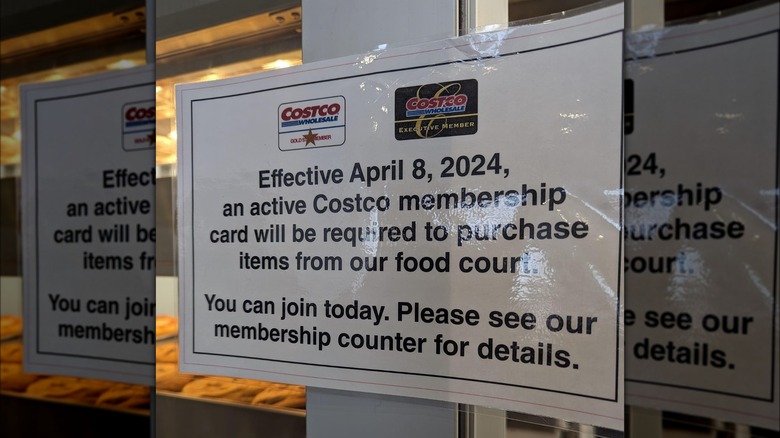 COSTCO
WHOLESALE
GOLD STAR MEMBER
COSTCO
WHOLESALE
EXECUTIVE MEMBER
Effective April 8, 2024,
an active Costco membership
card will be required to purchase
items from our food court.
You can join today. Please see our
membership counter for details.